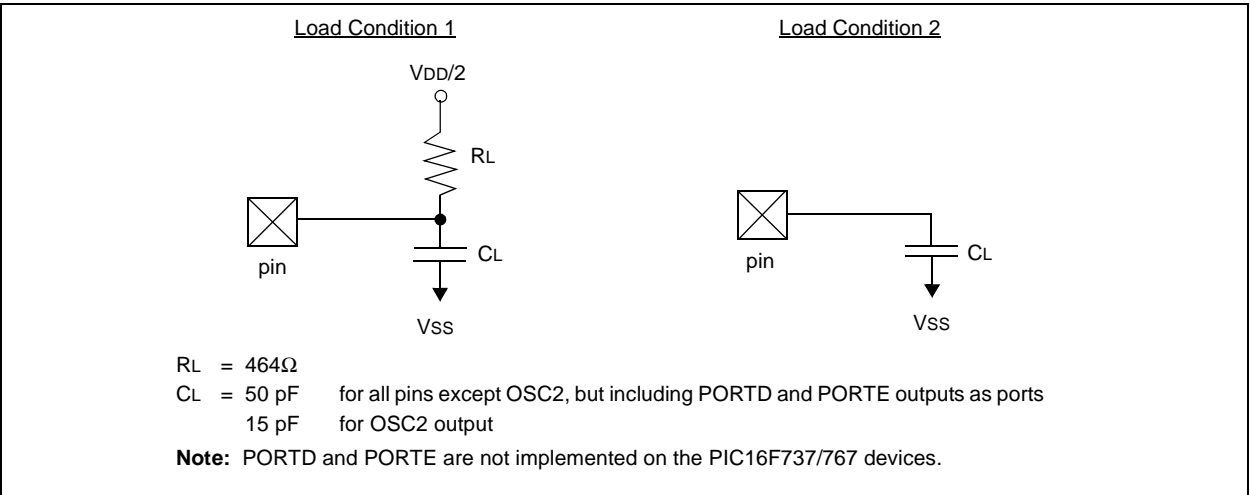 Load Condition 1
Load Condition 2
VDD/2
RL
pin
CL
VSS
pin
CL
VSS
RL = 464Ω
CL = 50 pF for all pins except OSC2, but including PORTD and PORTE outputs as ports
15 pF for OSC2 output
Note: PORTD and PORTE are not implemented on the PIC16F737/767 devices.